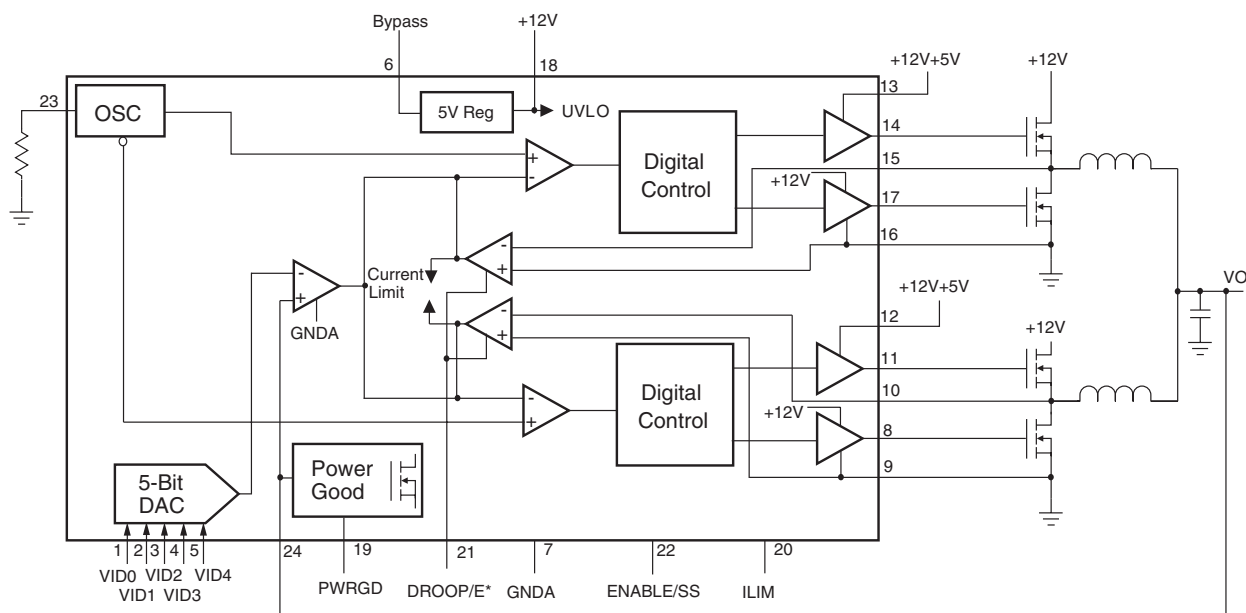 Bypass
+12V
6
18
+12V+5V
+12V
13
23
OSC
5V Reg
UVLO
14
+
-
Digital
Control
15
+12V
17
-
+
16
Current
Limit
-
+
GNDA
VO
+12V+5V
12
-
+
+12V
11
Digital
Control
10
-
+
+12V
8
9
Power
Good
5-Bit
DAC
1
2
3
4
5
24
19
21
7
22
20
VID0
VID2
VID4
VID1
VID3
PWRGD
DROOP/E*
GNDA
ENABLE/SS
ILIM